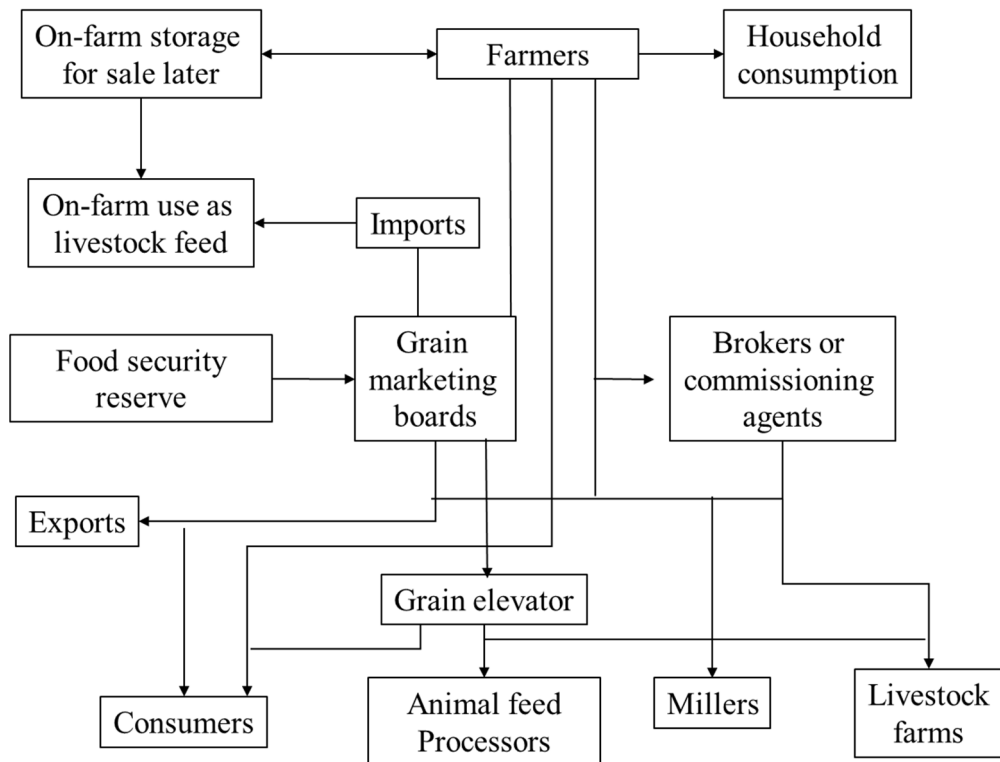 On-farm storage
for sale later
Farmers
Household
consumption
On-farm use as
livestock feed
Imports
Food security
reserve
Grain
marketing
boards
Brokers or
commissioning
agents
Exports
Grain elevator
Consumers
Animal feed
Processors
Millers
Livestock
farms